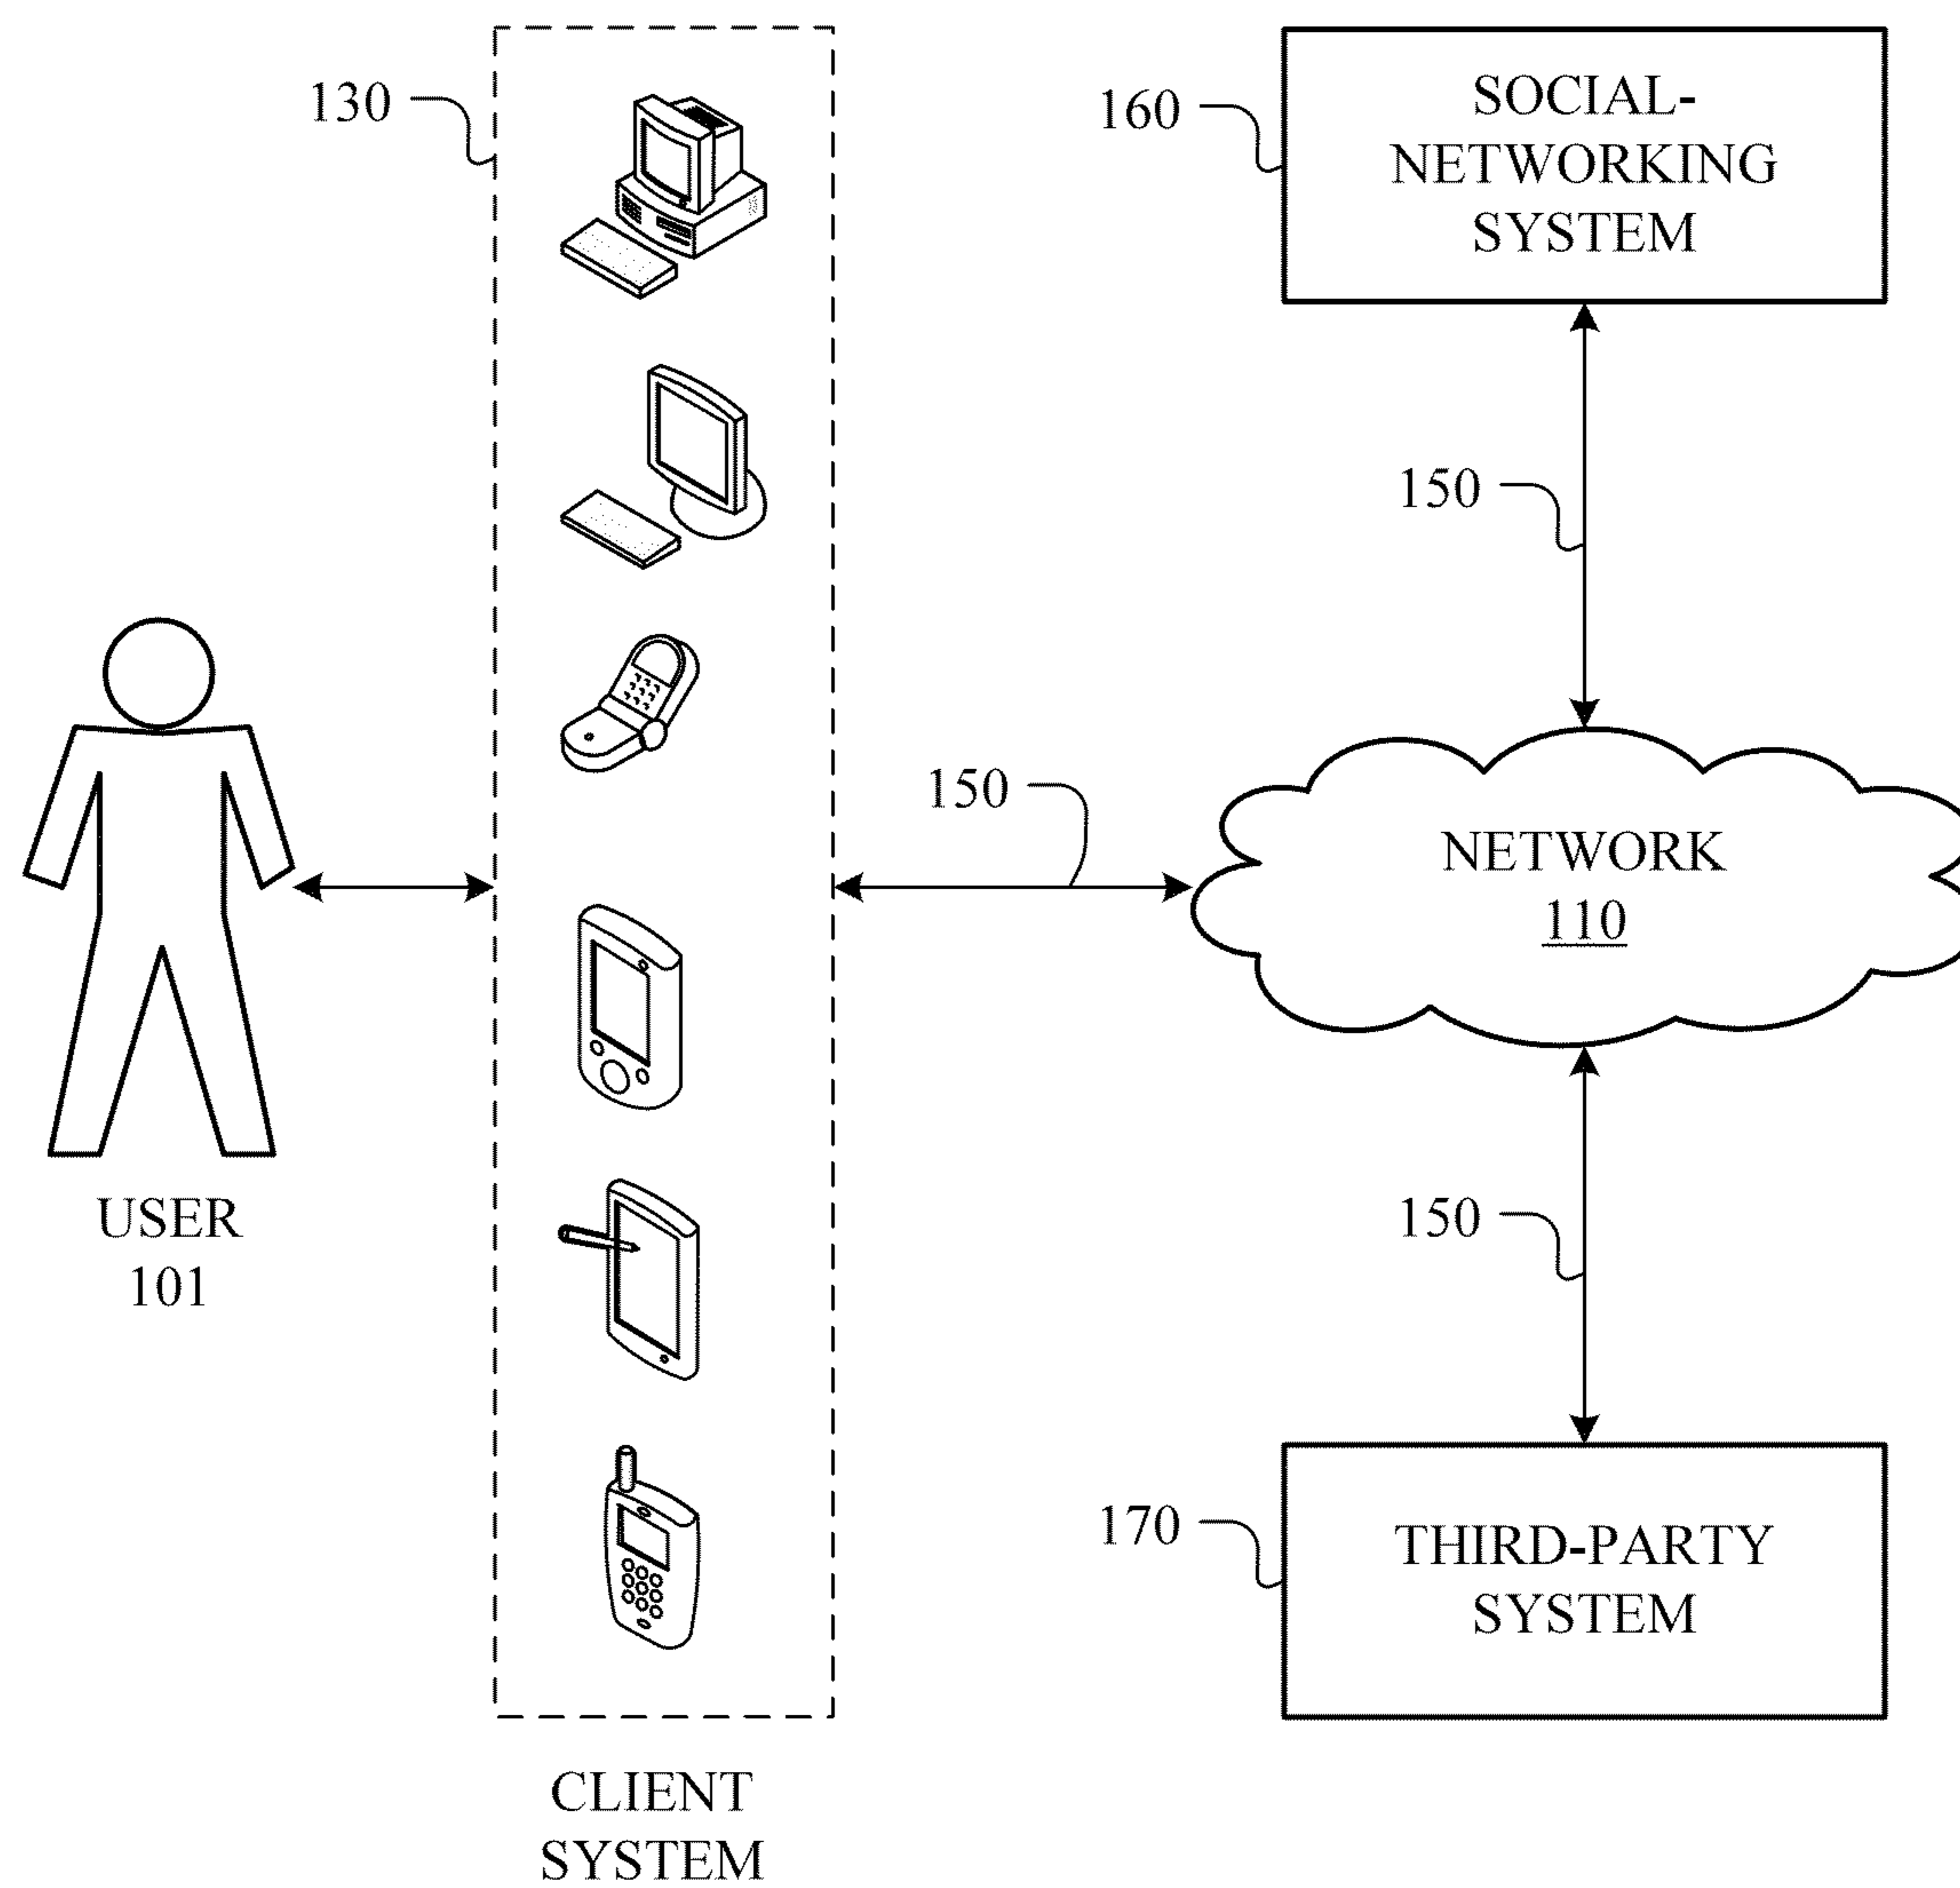 130
160
SOCIAL-
NETWORKING
SYSTEM
150
150
NETWORK
110
USER
101
150
170
THIRD-PARTY
SYSTEM
CLIENT
SYSTEM